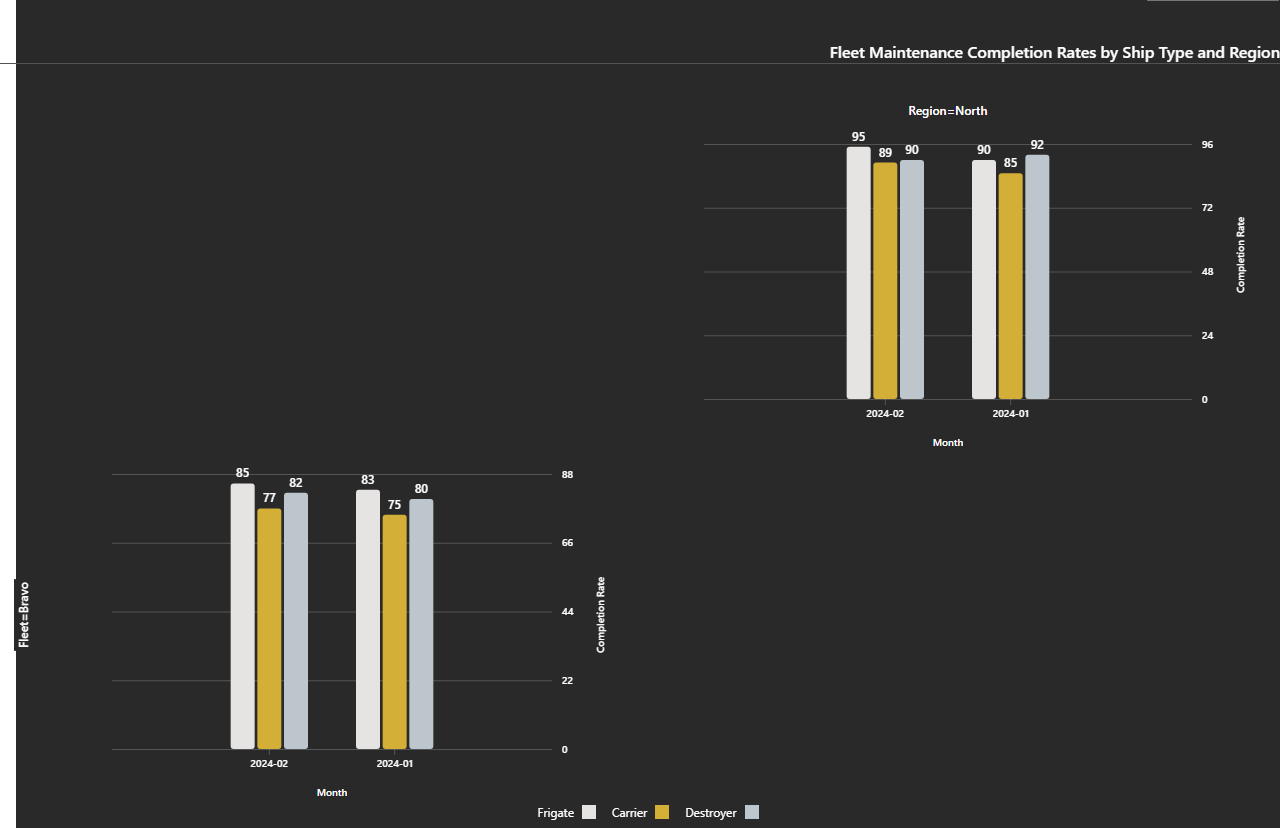 Fleet Maintenance Completion Rates by Ship Type and Region
Region=North
95 89 90 90 85 92
96
72
48
24
0
Completion Rate
2024-02 2024-01
Month
85 77 82 83 75 80
88
66
44
22
0
Completion Rate
Fleet=Bravo
2024-02 2024-01
Month
Frigate Carrier Destroyer